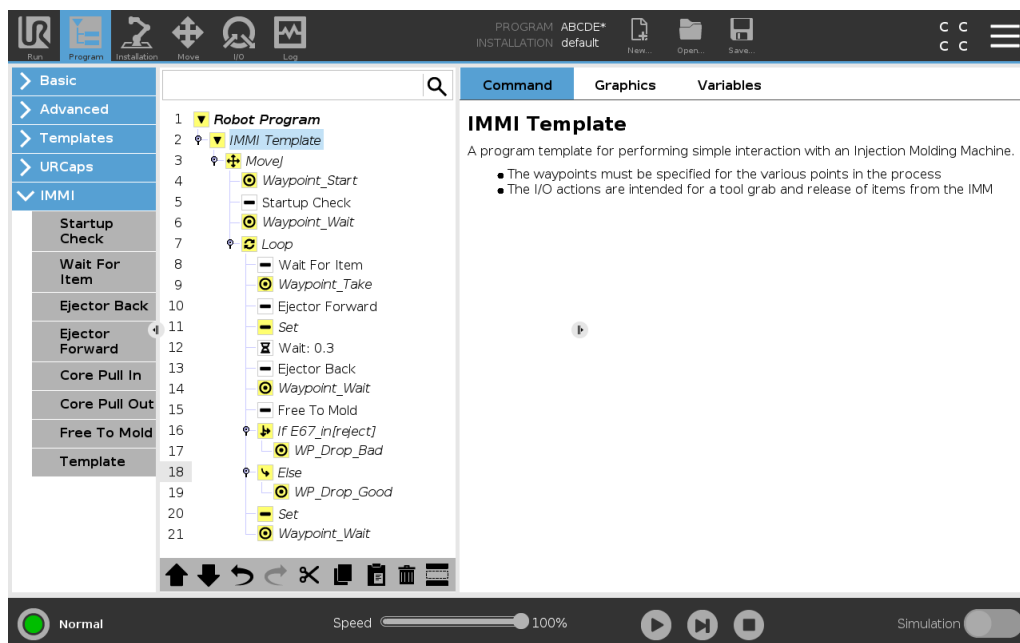 PROGRAM ABCDE*
INSTALLATION default
UR
Run
Program
Installation
Move
I/O
Log
New...
Open...
Save...
C C
C C
Basic
Advanced
Templates
URCaps
IMMI
Startup
Check
Wait For
Item
Ejector Back
Ejector
Forward
Core Pull In
Core Pull Out
Free To Mold
Template
1 Robot Program
2 IMMI Template
3 MoveJ
4 Waypoint_Start
5 Startup Check
6 Waypoint_Wait
7 Loop
8 Wait For Item
9 Waypoint_Take
10 Ejector Forward
11 Set
12 Wait: 0.3
13 Ejector Back
14 Waypoint_Wait
15 Free To Mold
16 If E67_in[reject]
17 WP_Drop_Bad
18 Else
19 WP_Drop_Good
20 Set
21 Waypoint_Wait
Command Graphics Variables
IMMI Template
A program template for performing simple interaction with an Injection Molding Machine.
• The waypoints must be specified for the various points in the process
• The I/O actions are intended for a tool grab and release of items from the IMM
Normal
Speed 100%
Simulation